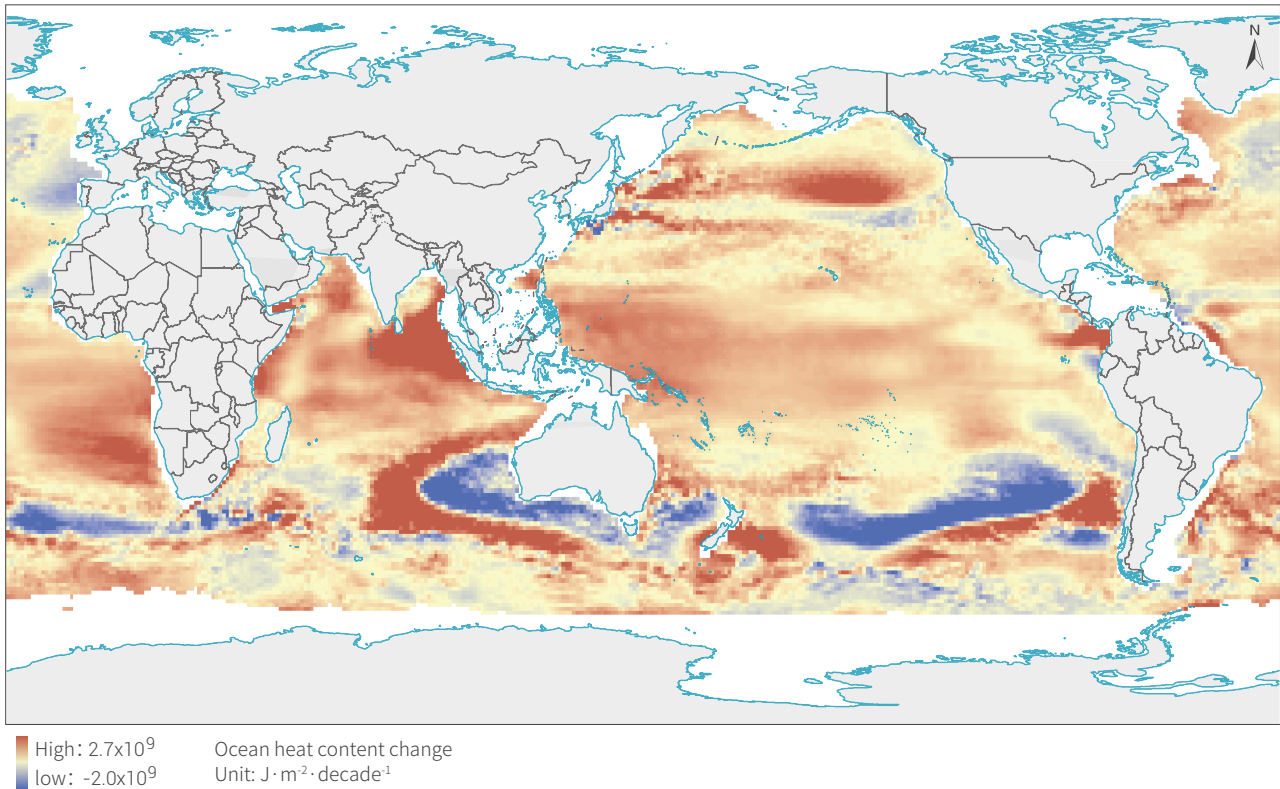 N
High: 2.7x10⁹
low: -2.0x10⁹
Ocean heat content change
Unit: J·m⁻²·decade⁻¹